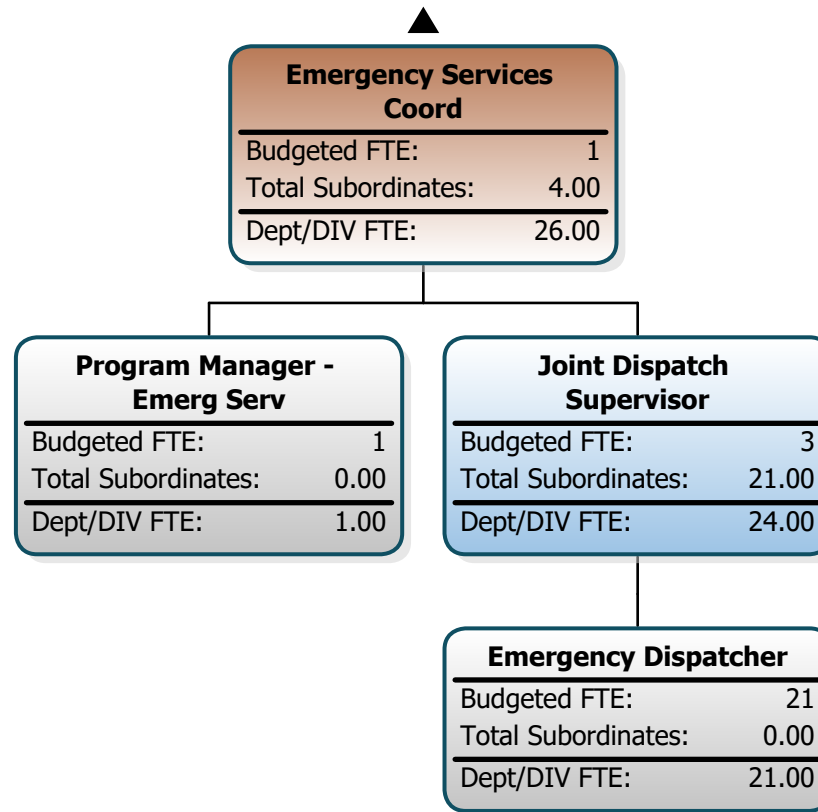 Emergency Services
Coord
Budgeted FTE: 1
Total Subordinates: 4.00
Dept/DIV FTE: 26.00
Program Manager -
Emerg Serv
Budgeted FTE: 1
Total Subordinates: 0.00
Dept/DIV FTE: 1.00
Joint Dispatch
Supervisor
Budgeted FTE: 3
Total Subordinates: 21.00
Dept/DIV FTE: 24.00
Emergency Dispatcher
Budgeted FTE: 21
Total Subordinates: 0.00
Dept/DIV FTE: 21.00